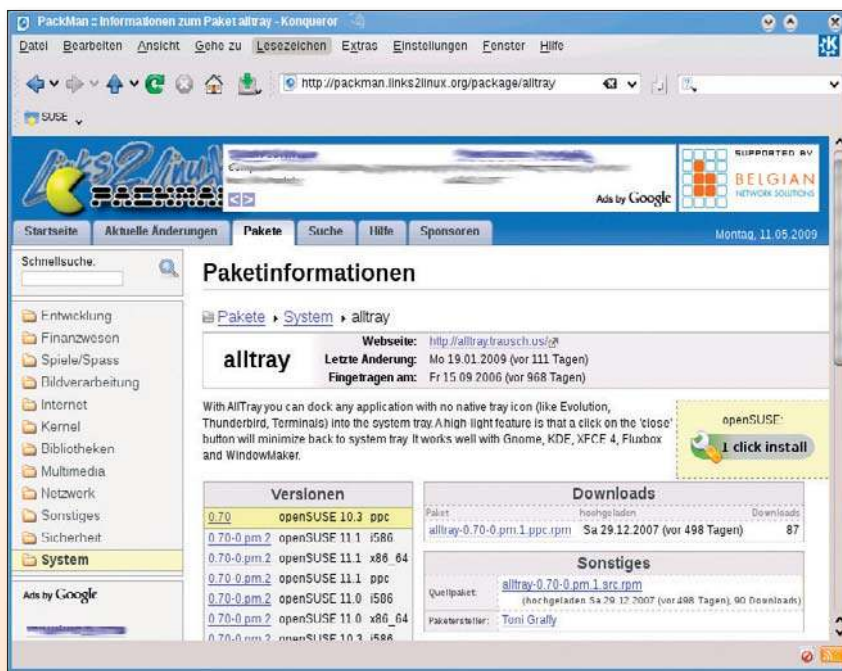 PackMan :: Informationen zum Paket alltray - Konqueror
Datei Bearbeiten Ansicht Gehe zu Lesezeichen Extras Einstellungen Fenster Hilfe
http://packman.links2linux.org/package/alltray
SUSE
links2linux
PACKMAN
Ads by Google
SUPPORTED BY
BELGIAN
NETWORK SOLUTIONS
Startseite Aktuelle Änderungen Pakete Suche Hilfe Sponsoren
Montag, 11.05.2009
Schnellsuche:
Entwicklung
Finanzwesen
Spiele/Spass
Bildverarbeitung
Internet
Kernel
Bibliotheken
Multimedia
Netzwerk
Sonstiges
Sicherheit
System
Ads by Google
Paketinformationen
Pakete System alltray
alltray
Webseite: http://alltray.trausch.us/
Letzte Änderung: Mo 19.01.2009 (vor 111 Tagen)
Fingetragen am: Fr 15.09.2006 (vor 968 Tagen)
With AllTray you can dock any application with no native tray icon (like Evolution,
Thunderbird, Terminals) into the system tray. A high light feature is that a click on the 'close'
button will minimize back to system tray. It works well with Gnome, KDE, XFCE 4, Fluxbox
and WindowMaker.
openSUSE:
1 click install
Versionen
0.70 openSUSE 10.3 ppc
0.70-0.pm.2 openSUSE 11.1 i586
0.70-0.pm.2 openSUSE 11.1 x86_64
0.70-0.pm.2 openSUSE 11.1 ppc
0.70-0.pm.2 openSUSE 11.0 i586
0.70-0.pm.2 openSUSE 11.0 x86_64
0.70-0.pm.2 openSUSE 10.3 i586
Downloads
Paket hochgeladen Downloads
alltray-0.70-0.pm.1.ppc.rpm Sa 29.12.2007 (vor 498 Tagen) 87
Sonstiges
Quellpaket: alltray-0.70-0.pm.1.src.rpm
(hochgeladen Sa 29.12.2007 (vor 498 Tagen), 90 Downloads)
Paketersteller: Toni Graffy